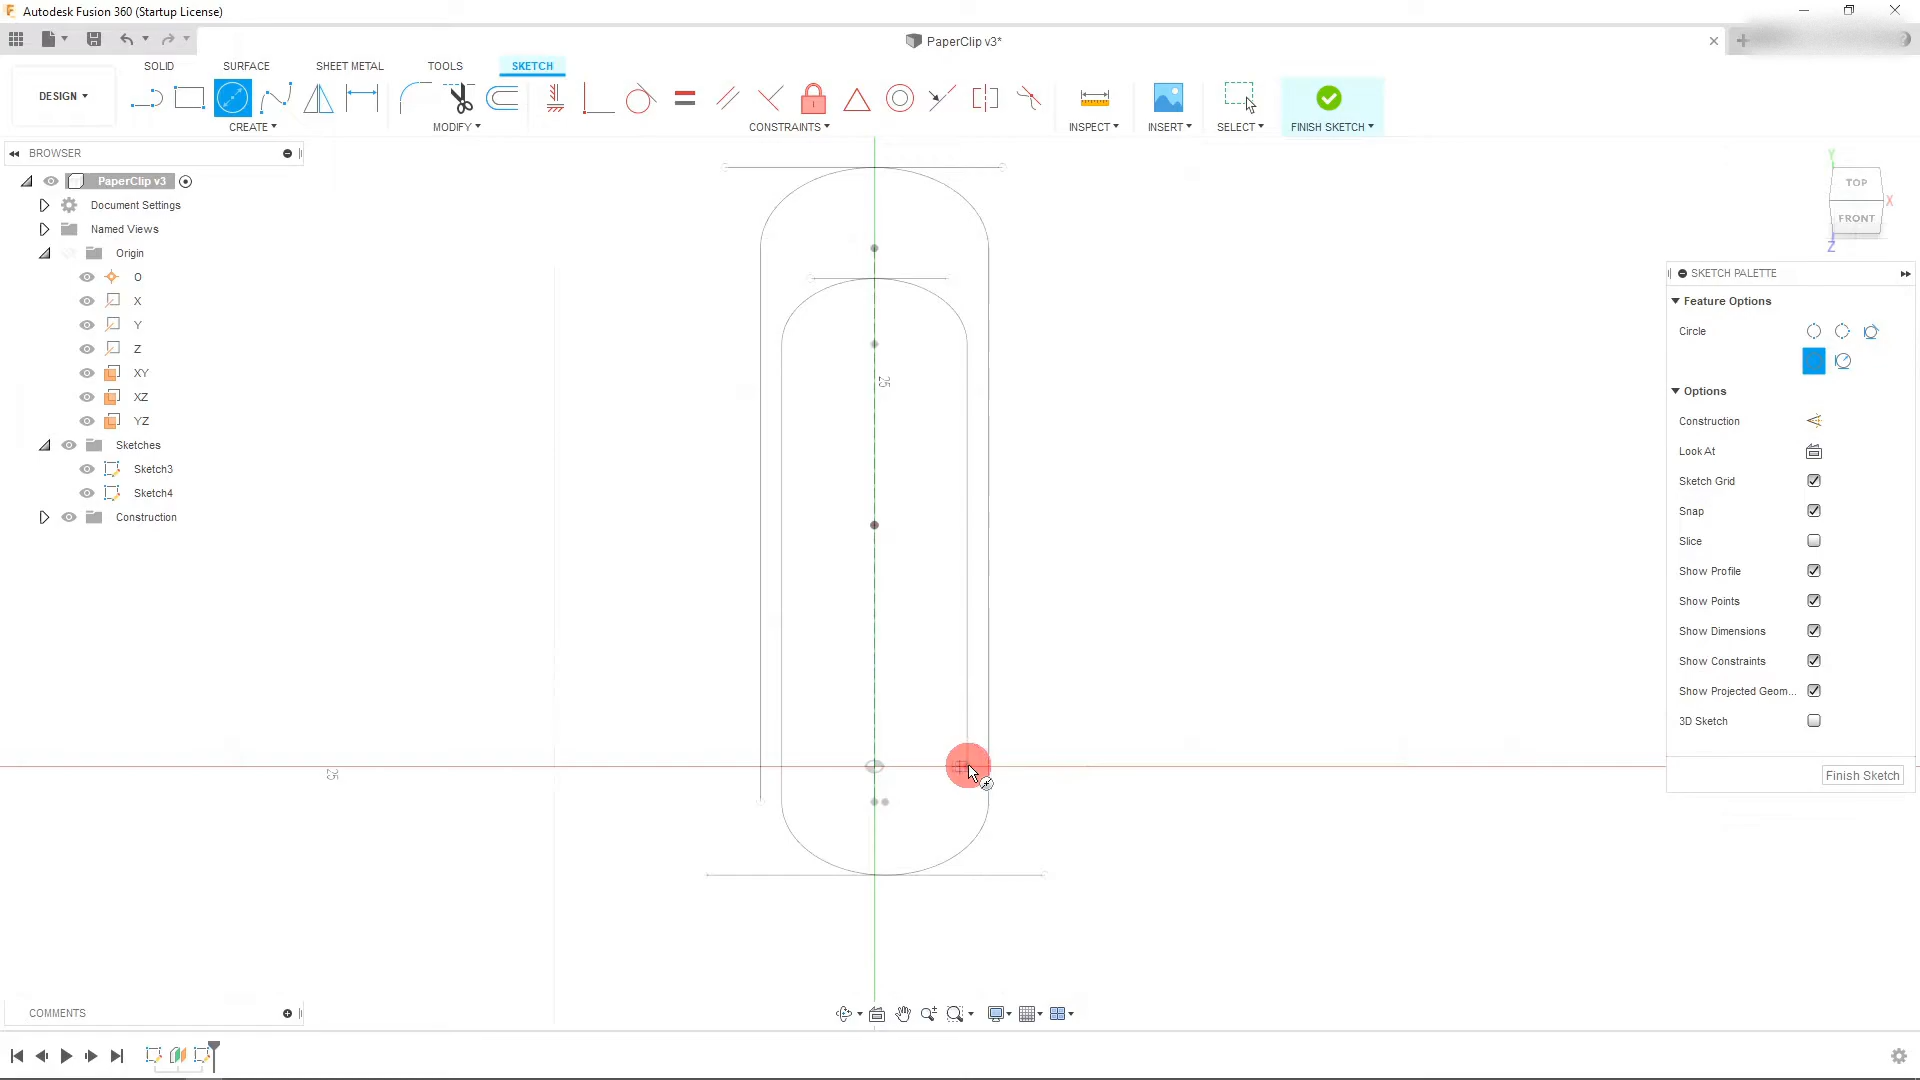 Autodesk Fusion 360 (Startup License)
PaperClip v3*
SOLID SURFACE SHEET METAL TOOLS SKETCH
DESIGN
CREATE MODIFY CONSTRAINTS INSPECT INSERT SELECT FINISH SKETCH
BROWSER
PaperClip v3
Document Settings
Named Views
Origin
O
X
Y
Z
XY
XZ
YZ
Sketches
Sketch3
Sketch4
Construction
25
25
Y
TOP
X
FRONT
Z
SKETCH PALETTE
Feature Options
Circle
Options
Construction
Look At
Sketch Grid
Snap
Slice
Show Profile
Show Points
Show Dimensions
Show Constraints
Show Projected Geom...
3D Sketch
Finish Sketch
COMMENTS